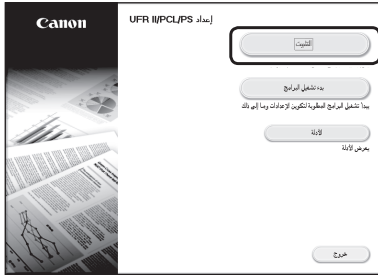 Canon
إعداد UFR II/PCL/PS
التثبيت
بدء تشغيل البرامج
يبدأ تشغيل البرامج المطلوبة لتكوين الإعدادات وما إلى ذلك
الأدلة
يعرض الأدلة
خروج